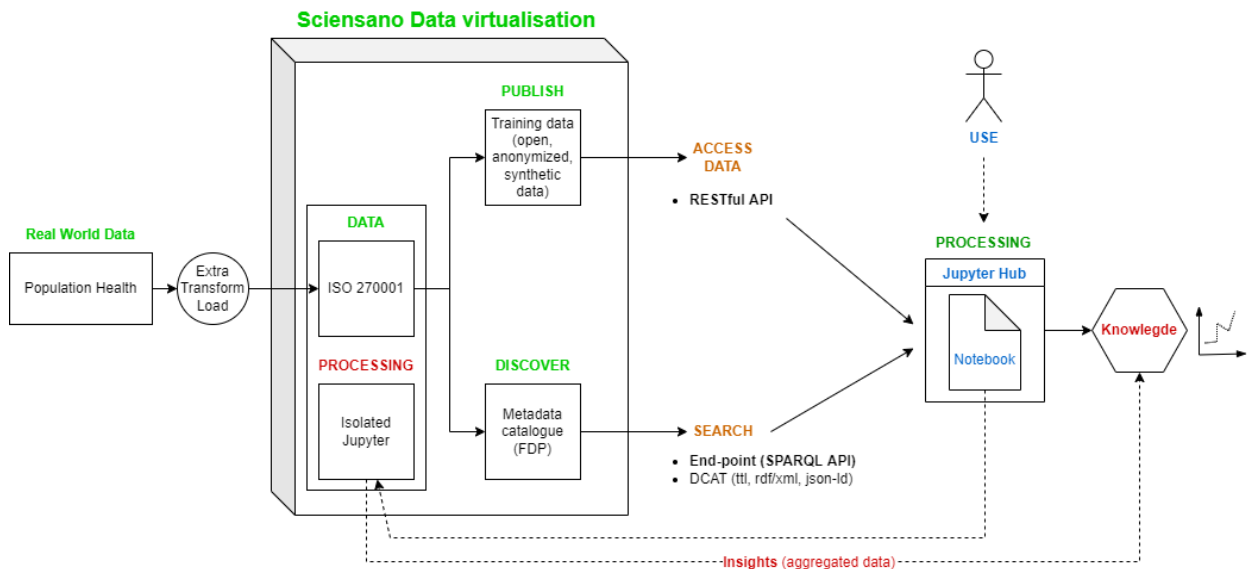 Sciensano Data virtualisation
PUBLISH
Training data
(open,
anonymized,
synthetic
data)
ACCESS
DATA
RESTful API
USE
Real World Data
Population Health
Extra
Transform
Load
DATA
ISO 270001
PROCESSING
Isolated
Jupyter
DISCOVER
Metadata
catalogue
(FDP)
SEARCH
End-point (SPARQL API)
DCAT (ttl, rdf/xml, json-ld)
PROCESSING
Jupyter Hub
Notebook
Knowlegde
Insights (aggregated data)